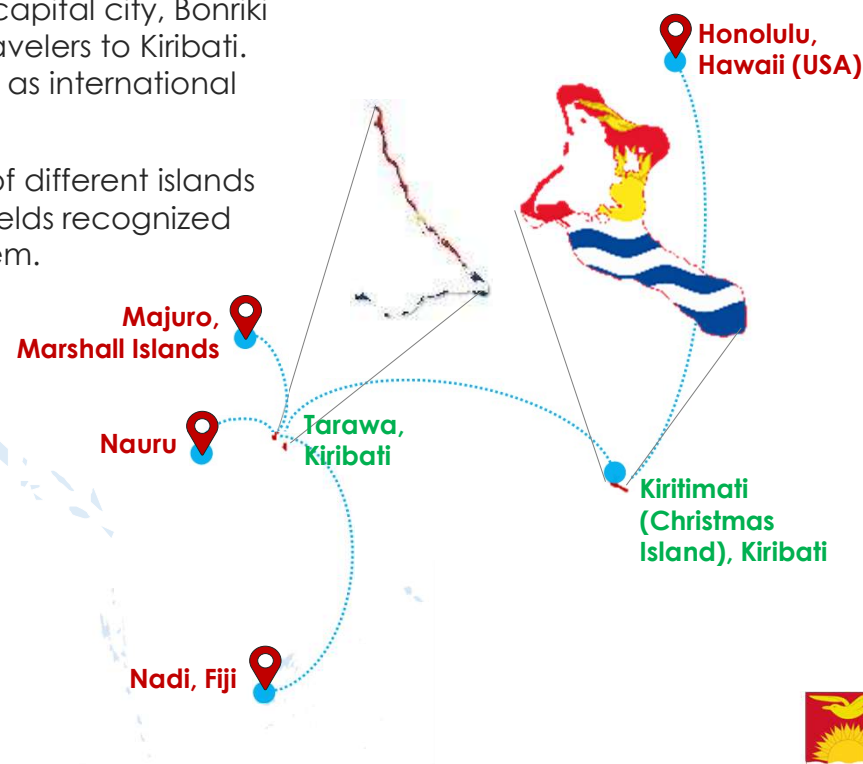 capital city, Bonriki
avelers to Kiribati.
as international
of different islands
elds recognized
em.
Honolulu,
Hawaii (USA)
Majuro,
Marshall Islands
Nauru
Tarawa,
Kiribati
Kiritimati
(Christmas
Island), Kiribati
Nadi, Fiji